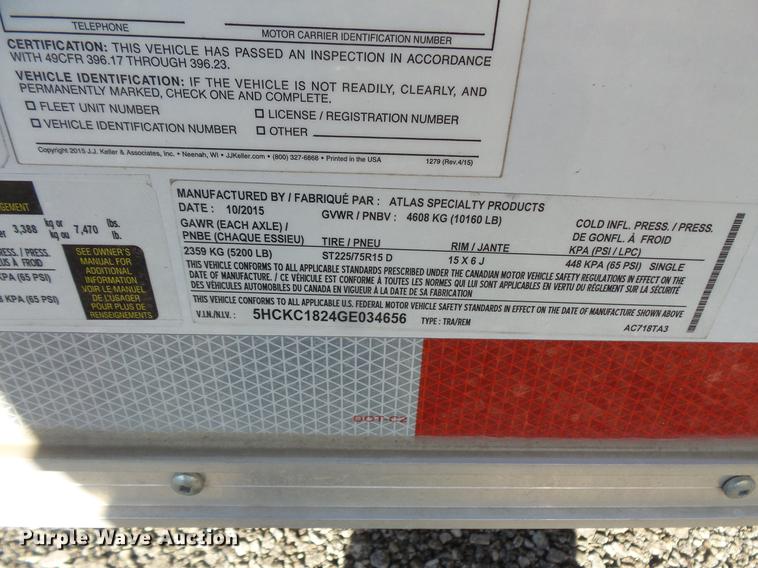 TELEPHONE
MOTOR CARRIER IDENTIFICATION NUMBER
CERTIFICATION: THIS VEHICLE HAS PASSED AN INSPECTION IN ACCORDANCE
WITH 49CFR 396.17 THROUGH 396.23.
VEHICLE IDENTIFICATION: IF THE VEHICLE IS NOT READILY, CLEARLY, AND
PERMANENTLY MARKED, CHECK ONE AND COMPLETE.
FLEET UNIT NUMBER
LICENSE / REGISTRATION NUMBER
VEHICLE IDENTIFICATION NUMBER
OTHER
Copyright 2015 J.J. Keller & Associates, Inc. • Neenah, WI • JJKeller.com • (800) 327-6868 • Printed in the USA
1279 (Rev.4/15)
3,388 kg or / kg ou 7,470 lbs. / lb.
SEE OWNER'S
MANUAL FOR
ADDITIONAL
INFORMATION
VOIR LE MANUEL
DE L'USAGER
POUR PLUS DE
RENSEIGNEMENTS
MANUFACTURED BY / FABRIQUÉ PAR : ATLAS SPECIALTY PRODUCTS
DATE : 10/2015
GVWR / PNBV : 4608 KG (10160 LB)
GAWR (EACH AXLE) /
PNBE (CHAQUE ESSIEU)
TIRE / PNEU
RIM / JANTE
COLD INFL. PRESS. / PRESS.
DE GONFL. À FROID
KPA (PSI / LPC)
2359 KG (5200 LB)
ST225/75R15 D
15 X 6 J
448 KPA (65 PSI) SINGLE
THIS VEHICLE CONFORMS TO ALL APPLICABLE STANDARDS PRESCRIBED UNDER THE CANADIAN MOTOR VEHICLE SAFETY REGULATIONS IN EFFECT ON THE
DATE OF MANUFACTURE. / CE VÉHICULE EST CONFORME À TOUTES LES NORMES QUI LUI SONT APPLICABLES EN VERTU DU RÈGLEMENT SUR LA SÉCURITÉ
DES VÉHICULES AUTOMOBILES DU CANADA EN VIGUEUR À LA DATE DE SA FABRICATION
THIS VEHICLE CONFORMS TO ALL APPLICABLE U.S. FEDERAL MOTOR VEHICLE SAFETY STANDARDS IN EFFECT ON THE DATE OF MANUFACTURE SHOWN ABOVE
V.I.N./N.I.V. : 5HCKC1824GE034656
TYPE : TRA/REM
AC718TA3
DOT-C2
Purple Wave Auction